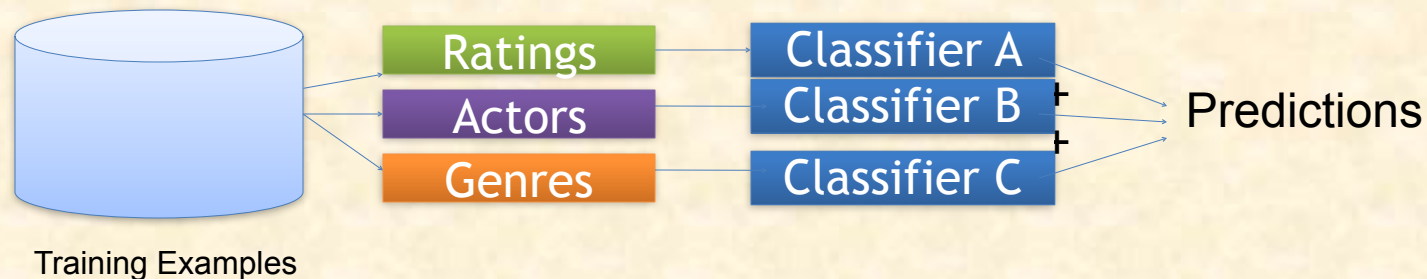 Ratings
Classifier A
+
Actors
Classifier B
Predictions
+
Genres
Classifier C
Training Examples